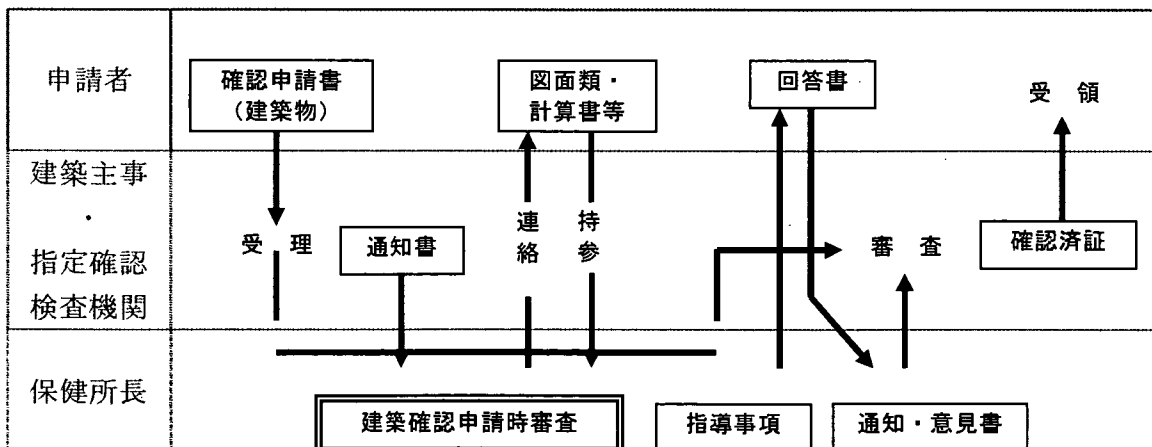 申請者
確認申請書
(建築物)
図面類・
計算書等
回答書
受 領
建築主事
・
指定確認
検査機関
受 理
通知書
連絡
持参
審 査
確認済証
保健所長
建築確認申請時審査
指導事項
通知・意見書